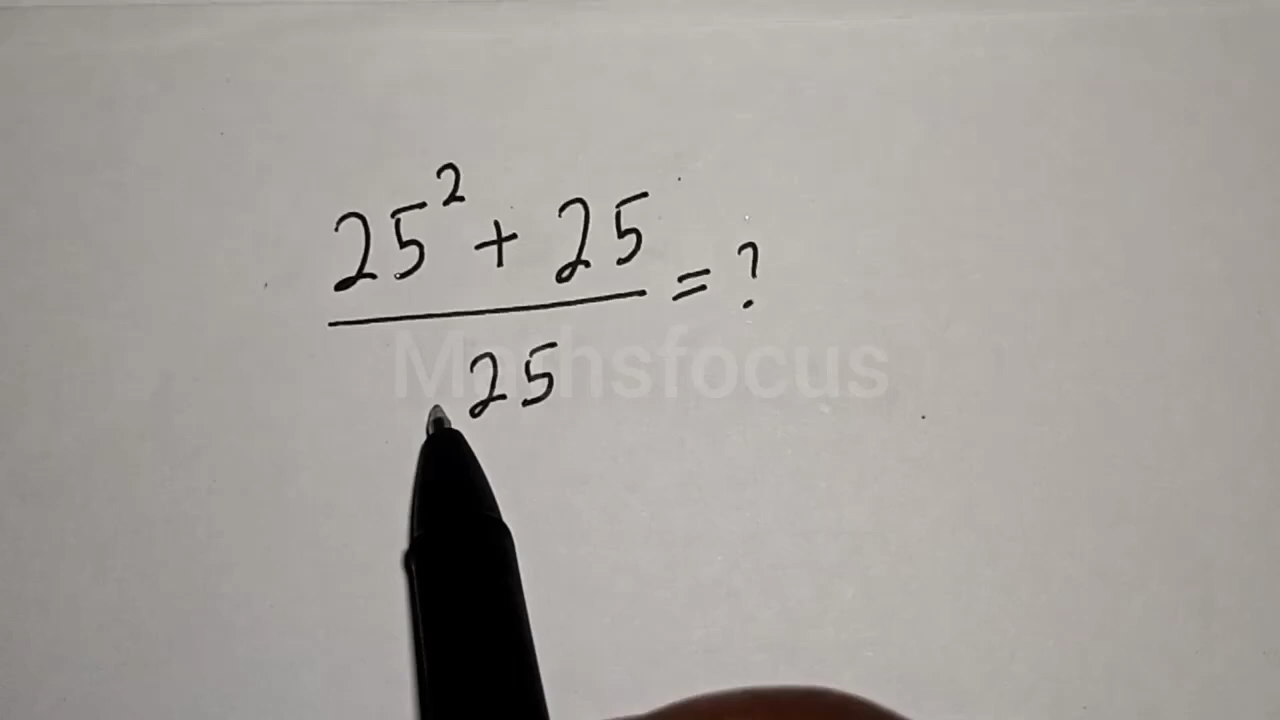 25² + 25
= ?
25
Mathsfocus